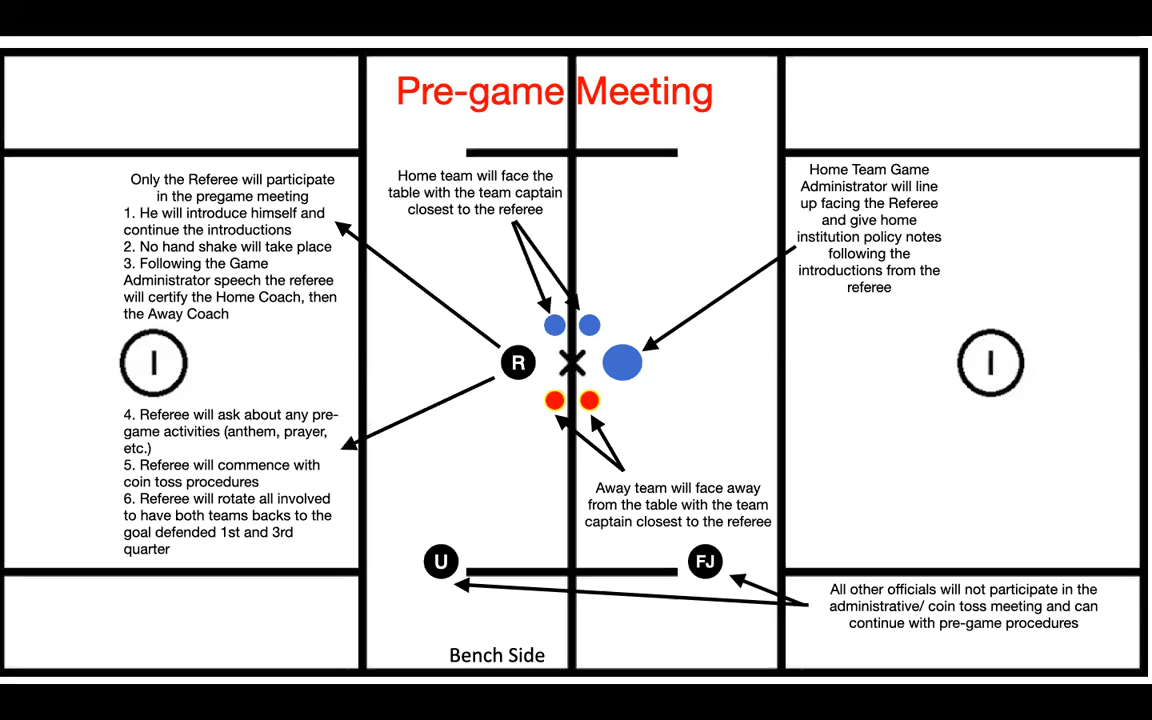 Pre-game Meeting
Only the Referee will participate
in the pregame meeting
1. He will introduce himself and
continue the introductions
2. No hand shake will take place
3. Following the Game
Administrator speech the referee
will certify the Home Coach, then
the Away Coach
Home team will face the
table with the team captain
closest to the referee
Home Team Game
Administrator will line
up facing the Referee
and give home
institution policy notes
following the
introductions from the
referee
I
R
X
I
4. Referee will ask about any pre-
game activities (anthem, prayer,
etc.)
5. Referee will commence with
coin toss procedures
6. Referee will rotate all involved
to have both teams backs to the
goal defended 1st and 3rd
quarter
Away team will face away
from the table with the team
captain closest to the referee
U
FJ
All other officials will not participate in the
administrative/ coin toss meeting and can
continue with pre-game procedures
Bench Side